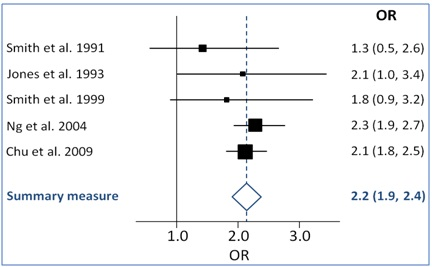 OR
Smith et al. 1991 1.3 (0.5, 2.6)
Jones et al. 1993 2.1 (1.0, 3.4)
Smith et al. 1999 1.8 (0.9, 3.2)
Ng et al. 2004 2.3 (1.9, 2.7)
Chu et al. 2009 2.1 (1.8, 2.5)
Summary measure 2.2 (1.9, 2.4)
1.0 2.0 3.0
OR